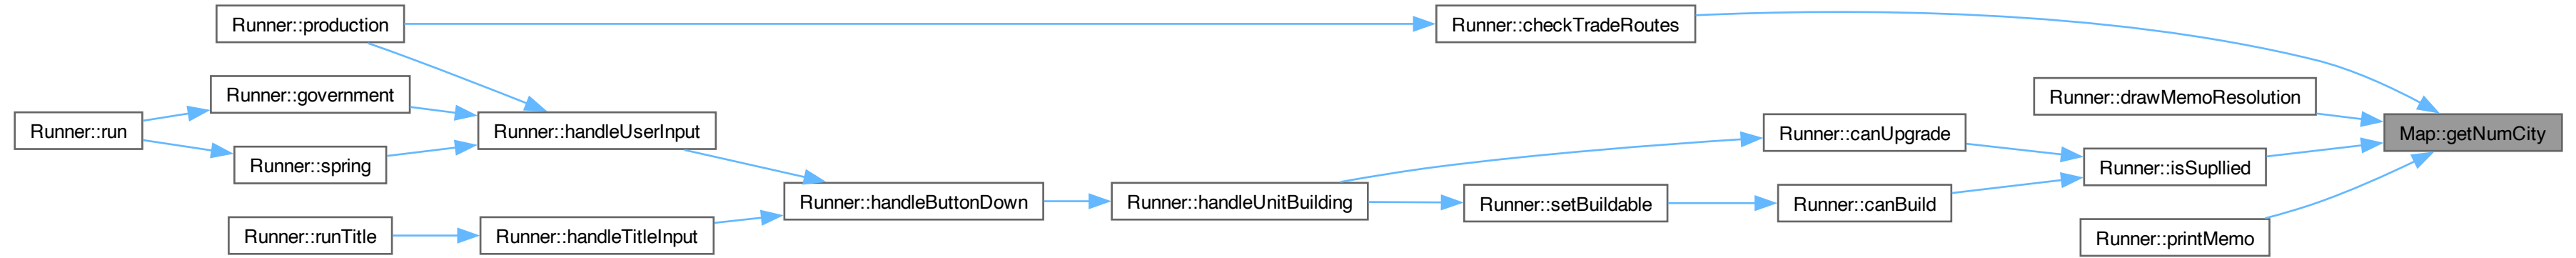 Runner::production
Runner::checkTradeRoutes
Runner::government
Runner::drawMemoResolution
Runner::run
Runner::handleUserInput
Runner::canUpgrade
Map::getNumCity
Runner::spring
Runner::isSupllied
Runner::handleButtonDown
Runner::handleUnitBuilding
Runner::setBuildable
Runner::canBuild
Runner::runTitle
Runner::handleTitleInput
Runner::printMemo